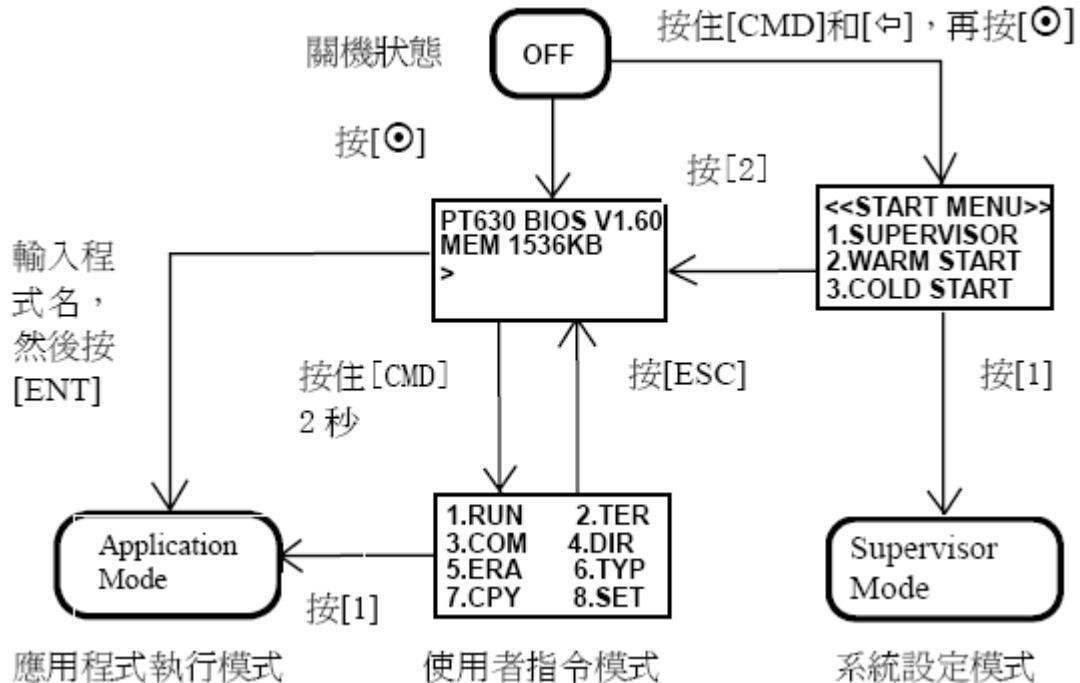 按住[CMD]和[⇦]，再按[⊙]
關機狀態
OFF
按[⊙]
按[2]
PT630 BIOS V1.60
MEM 1536KB
>
<<START MENU>>
1.SUPERVISOR
2.WARM START
3.COLD START
輸入程
式名，
然後按
[ENT]
按住[CMD]
2 秒
按[ESC]
按[1]
1.RUN 2.TER
3.COM 4.DIR
5.ERA 6.TYP
7.CPY 8.SET
Application
Mode
按[1]
Supervisor
Mode
應用程式執行模式
使用者指令模式
系統設定模式